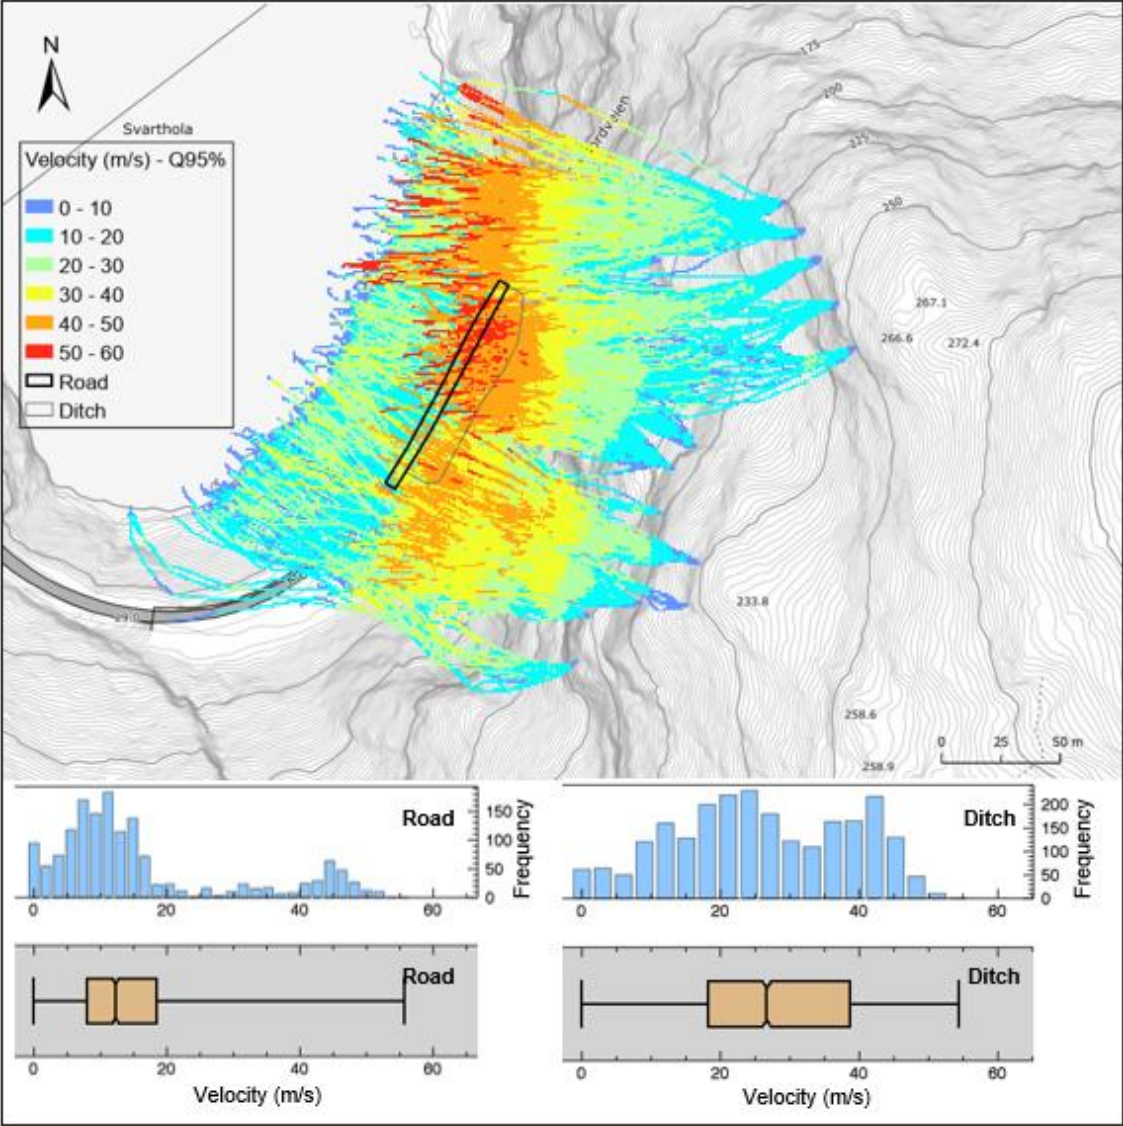 N
Svarthola
Velocity (m/s) - Q95%
0 - 10
10 - 20
20 - 30
30 - 40
40 - 50
50 - 60
Road
Ditch
175
200
225
250
267.1
266.6
272.4
233.8
258.6
258.9
0 25 50 m
Road
150
100
50
0
Frequency
0 20 40 60
Ditch
200
150
100
50
0
Frequency
0 20 40 60
Road
0 20 40 60
Velocity (m/s)
Ditch
0 20 40 60
Velocity (m/s)